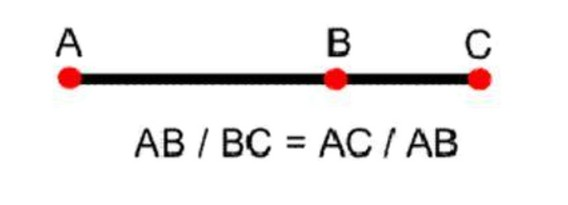 A B C
AB / BC = AC / AB